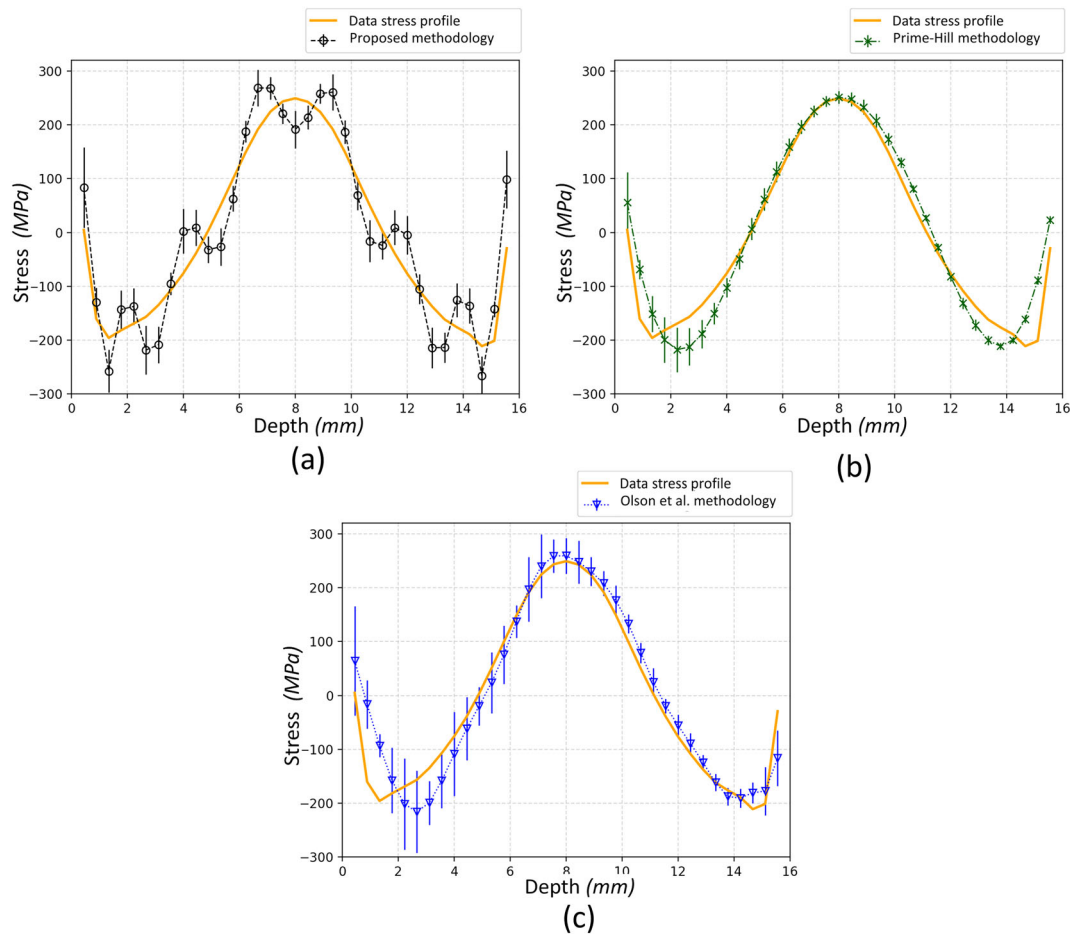 (a)
Data stress profile
Proposed methodology
Stress (MPa)
300
200
100
0
−100
−200
−300
0 2 4 6 8 10 12 14 16
Depth (mm)
(a)
Data stress profile
Prime-Hill methodology
Stress (MPa)
300
200
100
0
−100
−200
−300
0 2 4 6 8 10 12 14 16
Depth (mm)
(b)
Data stress profile
Olson et al. methodology
Stress (MPa)
300
200
100
0
−100
−200
−300
0 2 4 6 8 10 12 14 16
Depth (mm)
(c)